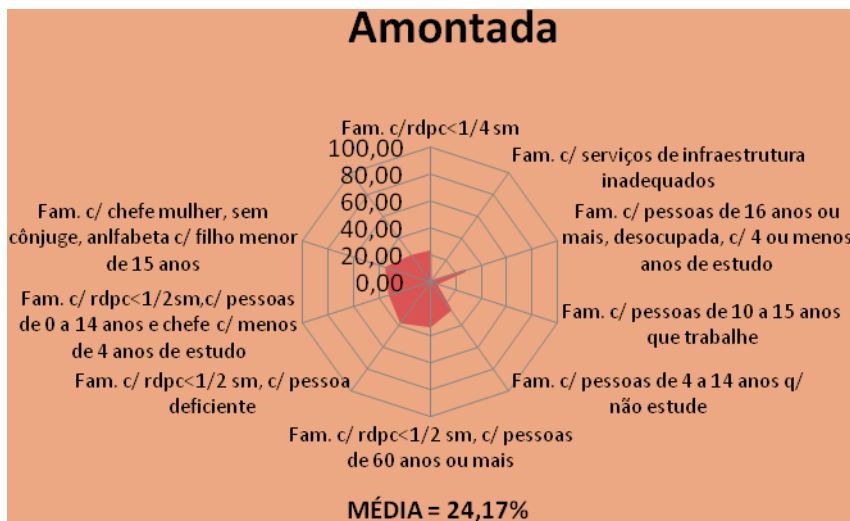 Amontada
Fam. c/rdpc<1/4 sm
100,00
80,00
60,00
40,00
20,00
0,00
Fam. c/ serviços de infraestrutura
inadequados
Fam. c/ pessoas de 16 anos ou
mais, desocupada, c/ 4 ou menos
anos de estudo
Fam. c/ pessoas de 10 a 15 anos
que trabalhe
Fam. c/ pessoas de 4 a 14 anos q/
não estude
Fam. c/ rdpc<1/2 sm, c/ pessoas
de 60 anos ou mais
Fam. c/ rdpc<1/2 sm, c/ pessoa
deficiente
Fam. c/ rdpc<1/2sm,c/ pessoas
de 0 a 14 anos e chefe c/ menos
de 4 anos de estudo
Fam. c/ chefe mulher, sem
cônjuge, anlfabeta c/ filho menor
de 15 anos
MÉDIA = 24,17%